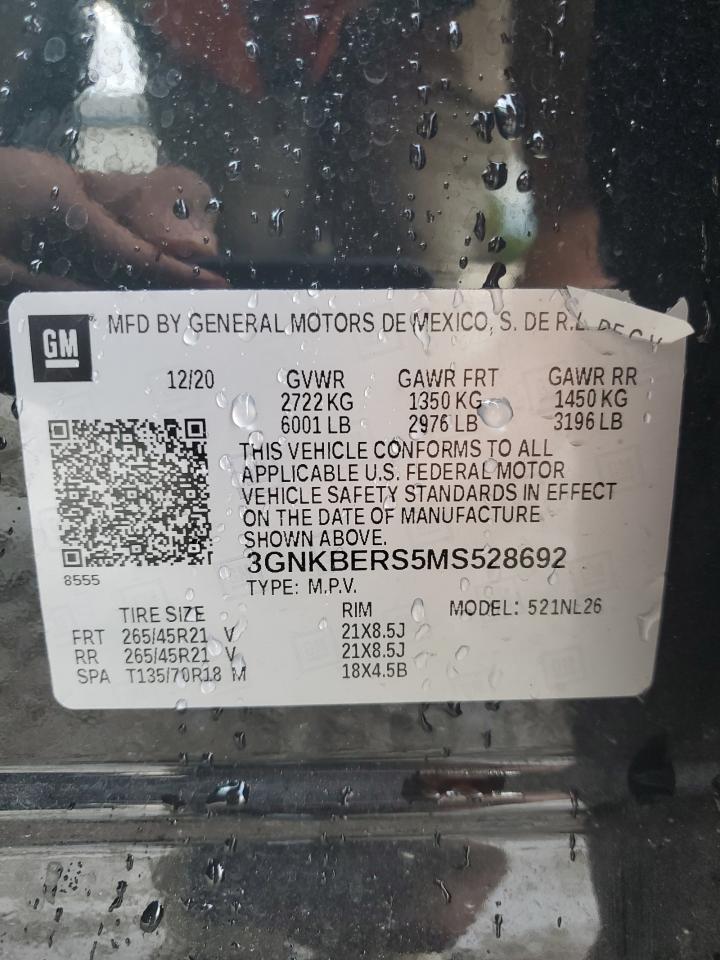 GM
MFD BY GENERAL MOTORS DE MEXICO, S. DE R.L. DE C.V.
12/20 GVWR GAWR FRT GAWR RR
2722 KG 1350 KG 1450 KG
6001 LB 2976 LB 3196 LB
THIS VEHICLE CONFORMS TO ALL
APPLICABLE U.S. FEDERAL MOTOR
VEHICLE SAFETY STANDARDS IN EFFECT
ON THE DATE OF MANUFACTURE
SHOWN ABOVE.
8555
3GNKBERS5MS528692
TYPE: M.P.V.
TIRE SIZE RIM MODEL: 521NL26
FRT 265/45R21 V 21X8.5J
RR 265/45R21 V 21X8.5J
SPA T135/70R18 M 18X4.5B